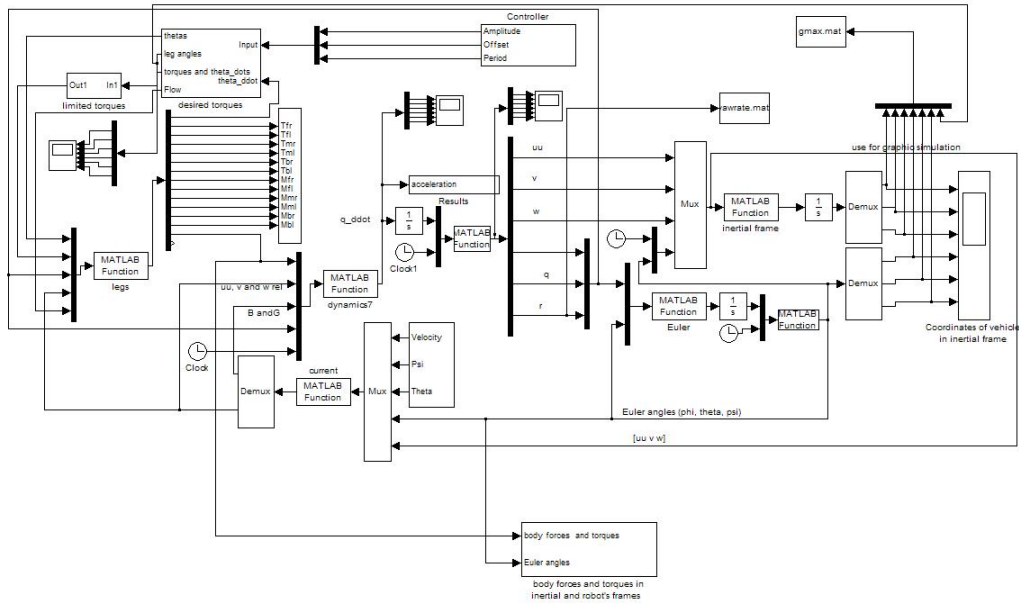 Controller
thetas
leg angles
torques and theta_dots
Flow
Input
theta_ddot
desired torques
Amplitude
Offset
Period
gmax.mat
Out1
In1
limited torques
Tfr
Tfl
Tmr
Tml
Tbr
Tbl
Mfr
Mfl
Mmr
Mml
Mbr
Mbl
awrate.mat
use for graphic simulation
uu
v
w
q
r
acceleration
Results
q_ddot
1
s
Clock1
MATLAB
Function
Mux
MATLAB
Function
inertial frame
1
s
Demux
Demux
Coordinates of vehicle
in inertial frame
MATLAB
Function
legs
uu, v and w rel
B andG
MATLAB
Function
dynamics7
MATLAB
Function
Euler
1
s
MATLAB
Function
Clock
Demux
current
MATLAB
Function
Mux
Velocity
Psi
Theta
Euler angles (phi, theta, psi)
[uu v w]
body forces and torques
Euler angles
body forces and torques in
inertial and robot's frames